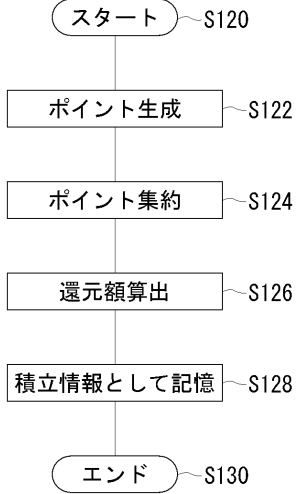 スタート S120
ポイント生成 S122
ポイント集約 S124
還元額算出 S126
積立情報として記憶 S128
エンド S130